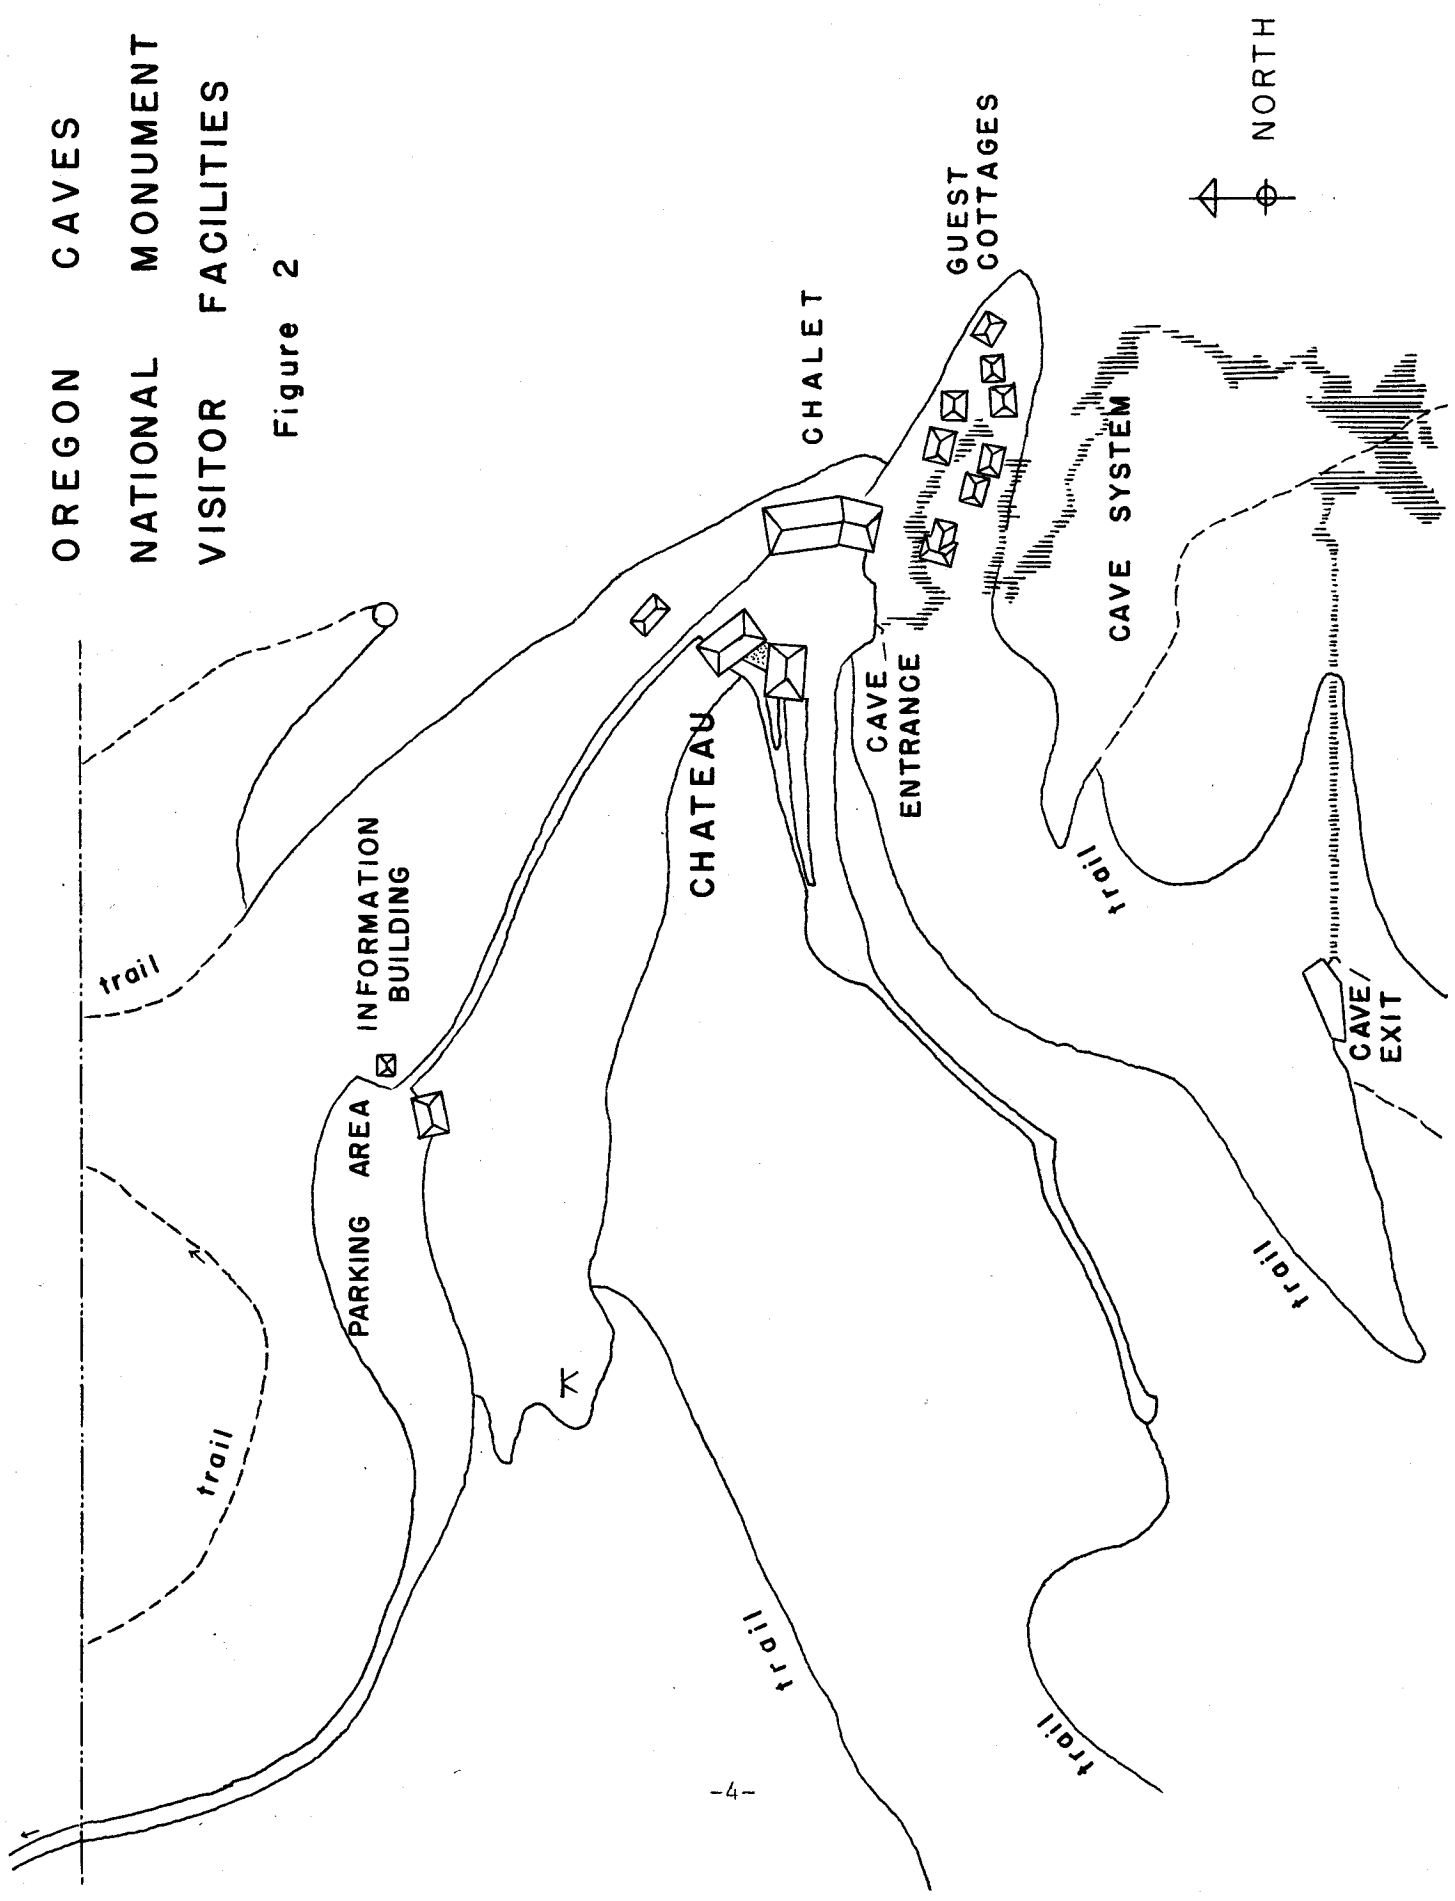 OREGON CAVES
NATIONAL MONUMENT
VISITOR FACILITIES
Figure 2
trail
trail
INFORMATION
BUILDING
PARKING AREA
CHATEAU
CHALET
GUEST
COTTAGES
CAVE
ENTRANCE
CAVE SYSTEM
NORTH
trail
CAVE
EXIT
trail
trail
trail
-4-